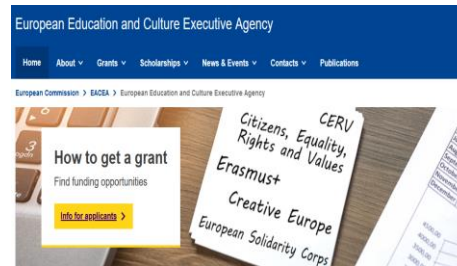 European Education and Culture Executive Agency
Home About Grants Scholarships News & Events Contacts Publications
European Commission > EACEA > European Education and Culture Executive Agency
How to get a grant
Find funding opportunities
Info for applicants >
CERV
Citizens, Equality,
Rights and Values
Erasmus+
Creative Europe
European Solidarity Corps